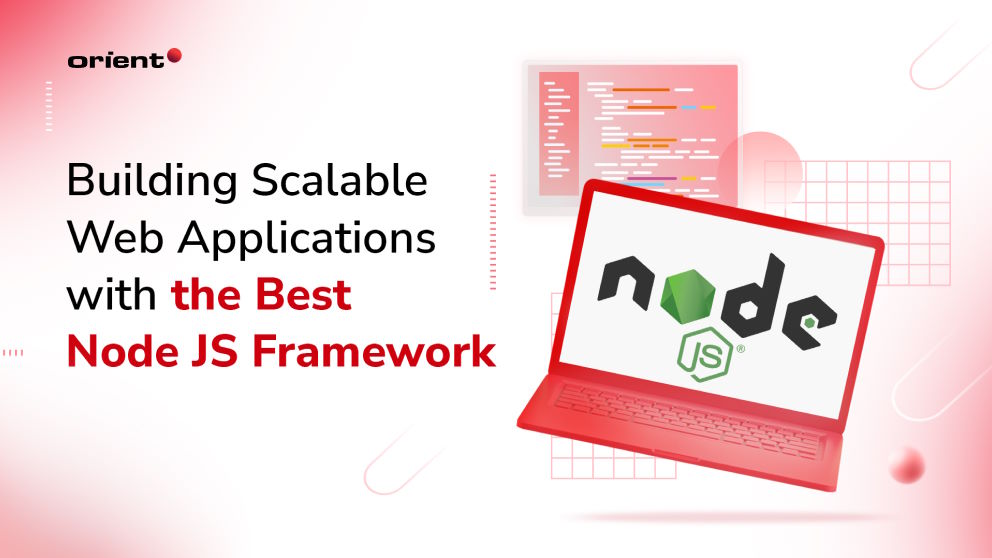 orient
Building Scalable
Web Applications
with the Best
Node JS Framework
node
JS®